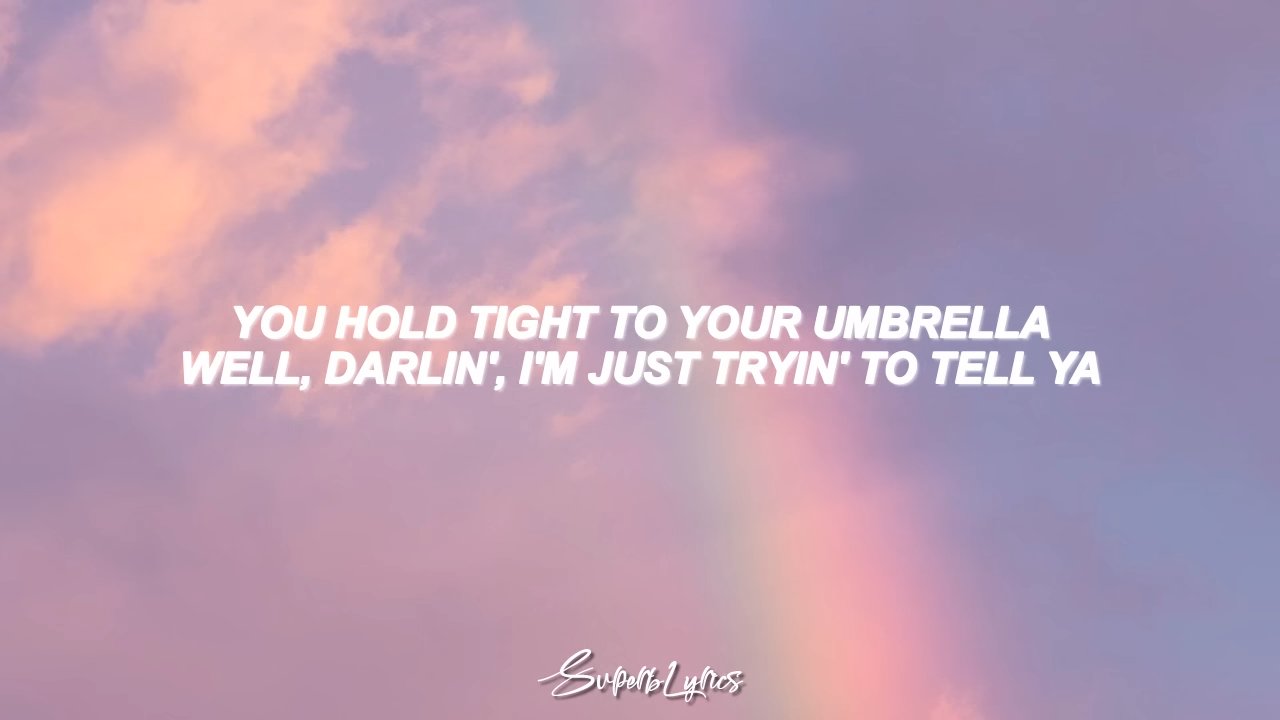 YOU HOLD TIGHT TO YOUR UMBRELLA
WELL, DARLIN', I'M JUST TRYIN' TO TELL YA
SuperbLyrics